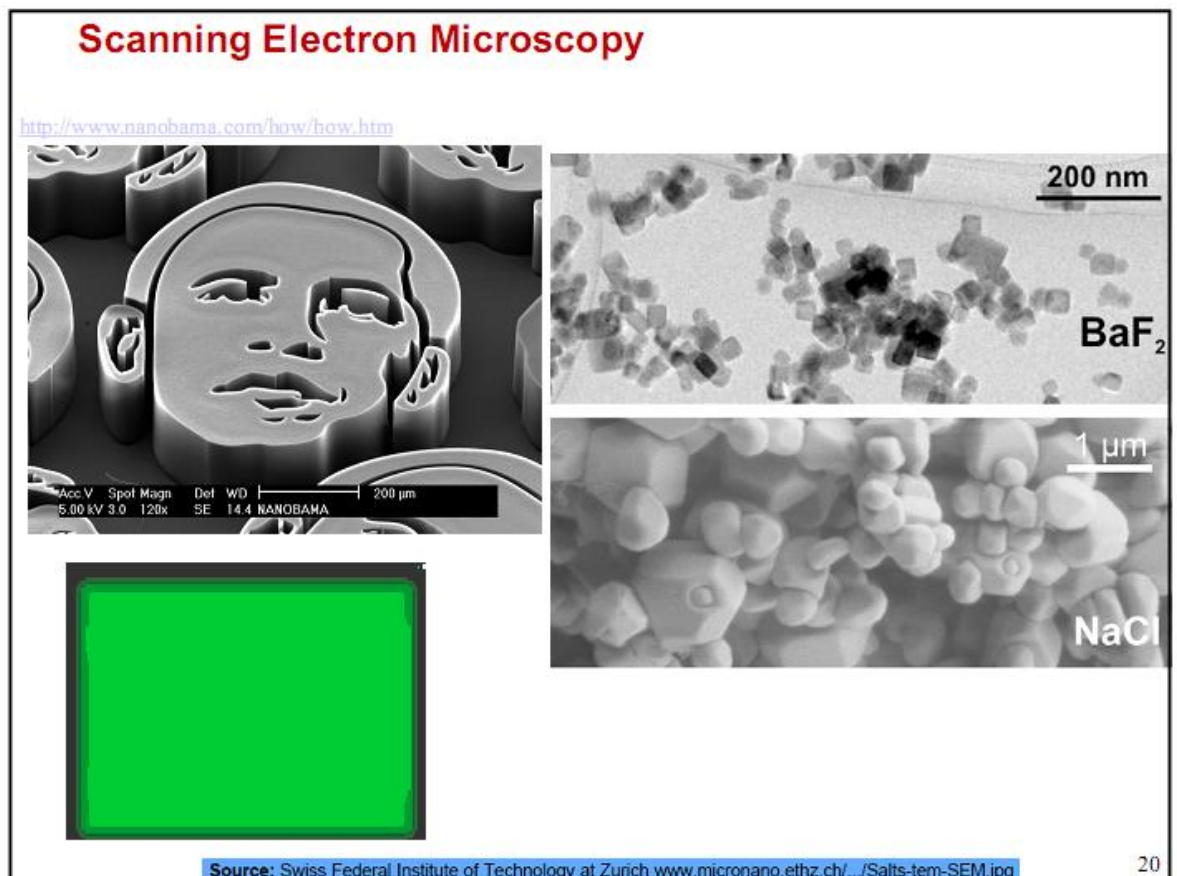 Scanning Electron Microscopy
http://www.nanobama.com/how/how.htm
200 nm
BaF₂
Acc.V Spot Magn Det WD 200 µm
5.00 kV 3.0 120x SE 14.4 NANOBAMA
1 µm
NaCl
Source: Swiss Federal Institute of Technology at Zurich www.micronano.ethz.ch/.../Salts-tem-SEM.jpg
20